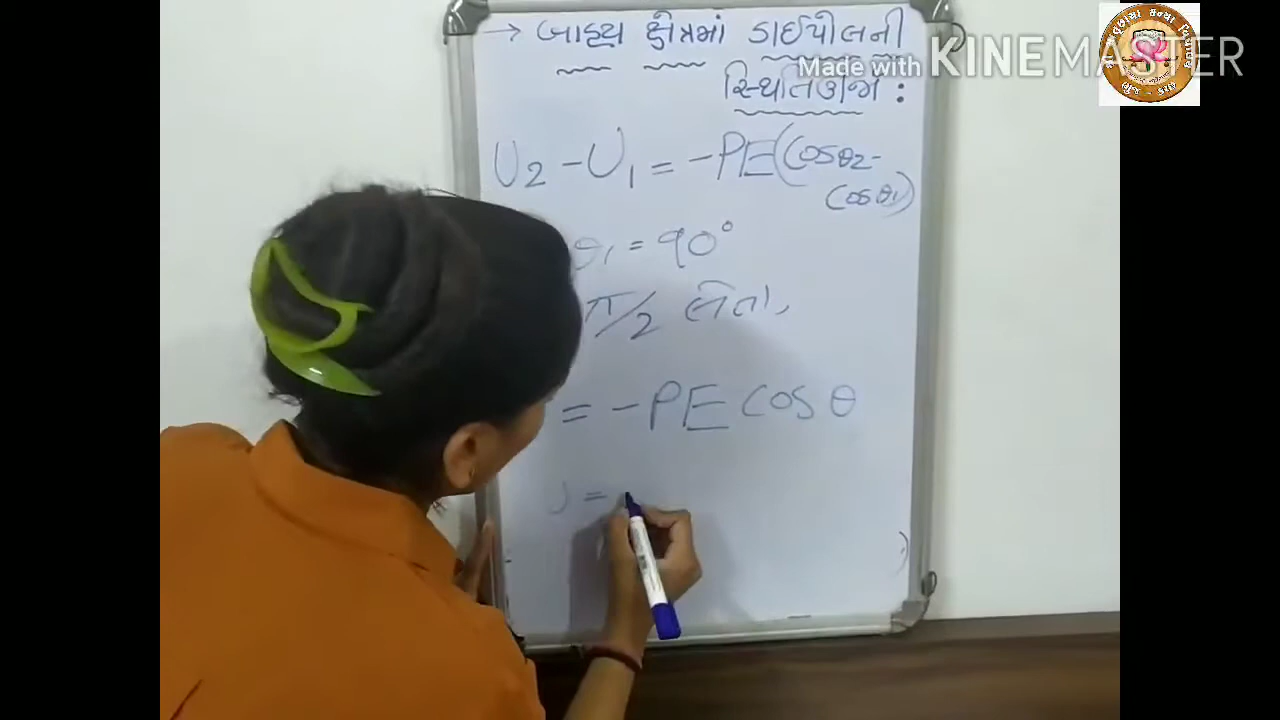 → બાહ્ય ક્ષેત્રમાં ડાઈપોલની
સ્થિતિઊર્જા :
Made with KINEMASTER
U₂ - U₁ = - PE (cosθ₂ -
cosθ₁)
θ₁ = 90°
π/2 લેતાં,
= - PE cos θ
U =